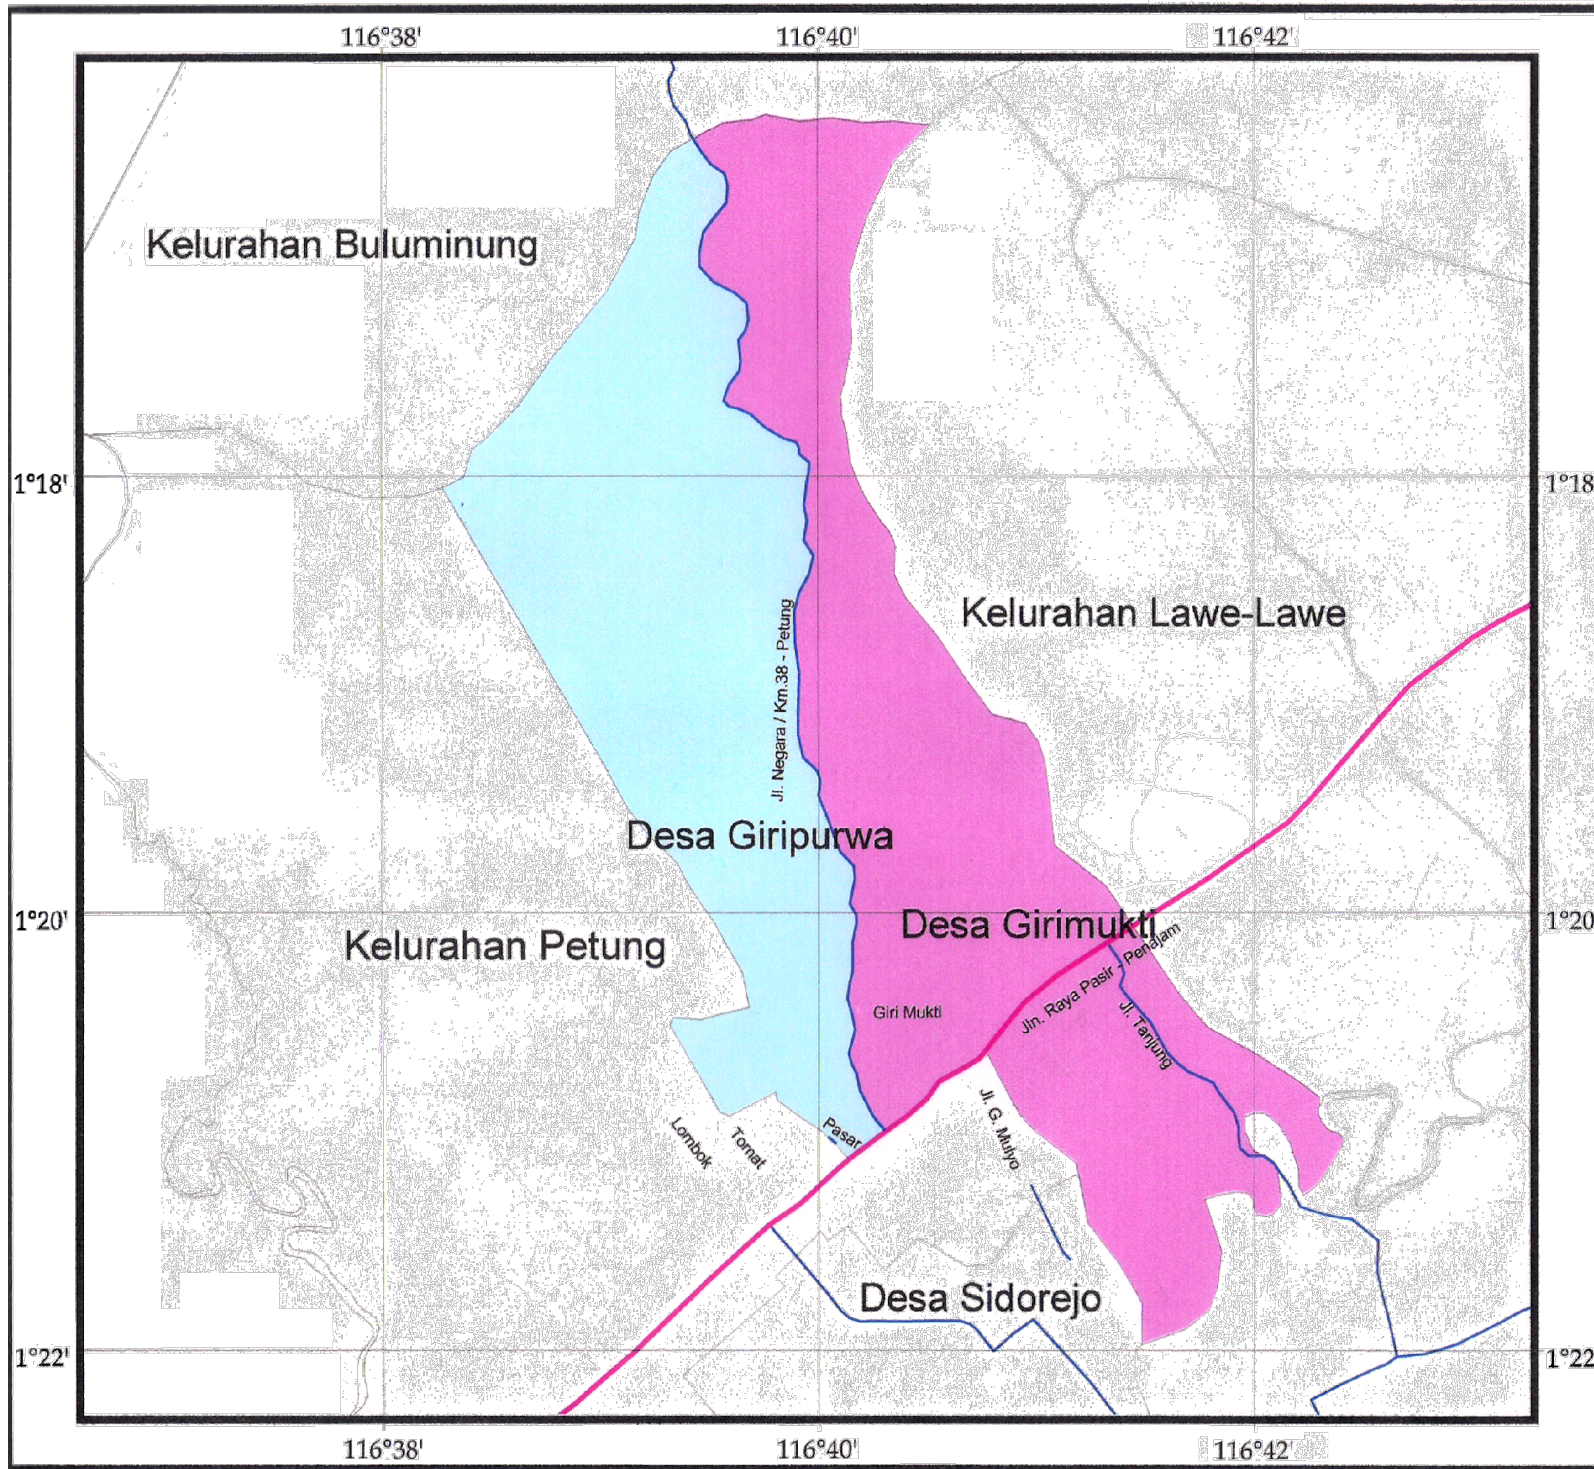 116°38'
116°40'
116°42'
Kelurahan Buluminung
1°18'
1°18
Kelurahan Lawe-Lawe
Jl. Negara / Km.38 - Petung
Desa Giripurwa
1°20'
Desa Girimukti
1°20
Kelurahan Petung
Jln. Raya Pasir - Penajam
Giri Mukti
Jl. Tanjung
Jl. G. Mulyo
Lombok
Tomat
Pasar
Desa Sidorejo
1°22'
1°22
116°38'
116°40'
116°42'